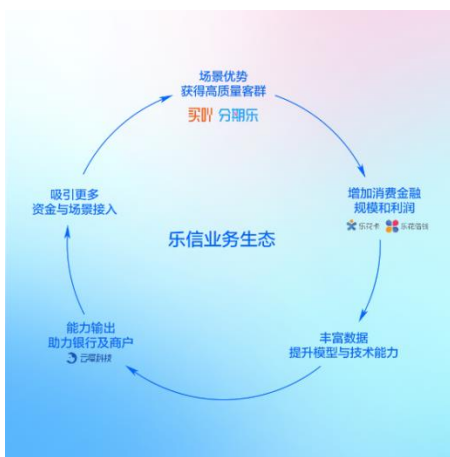 场景优势
获得高质量客群
买吖 分期乐
增加消费金融
规模和利润
乐花卡 乐花借钱
丰富数据
提升模型与技术能力
能力输出
助力银行及商户
云擎科技
吸引更多
资金与场景接入
乐信业务生态